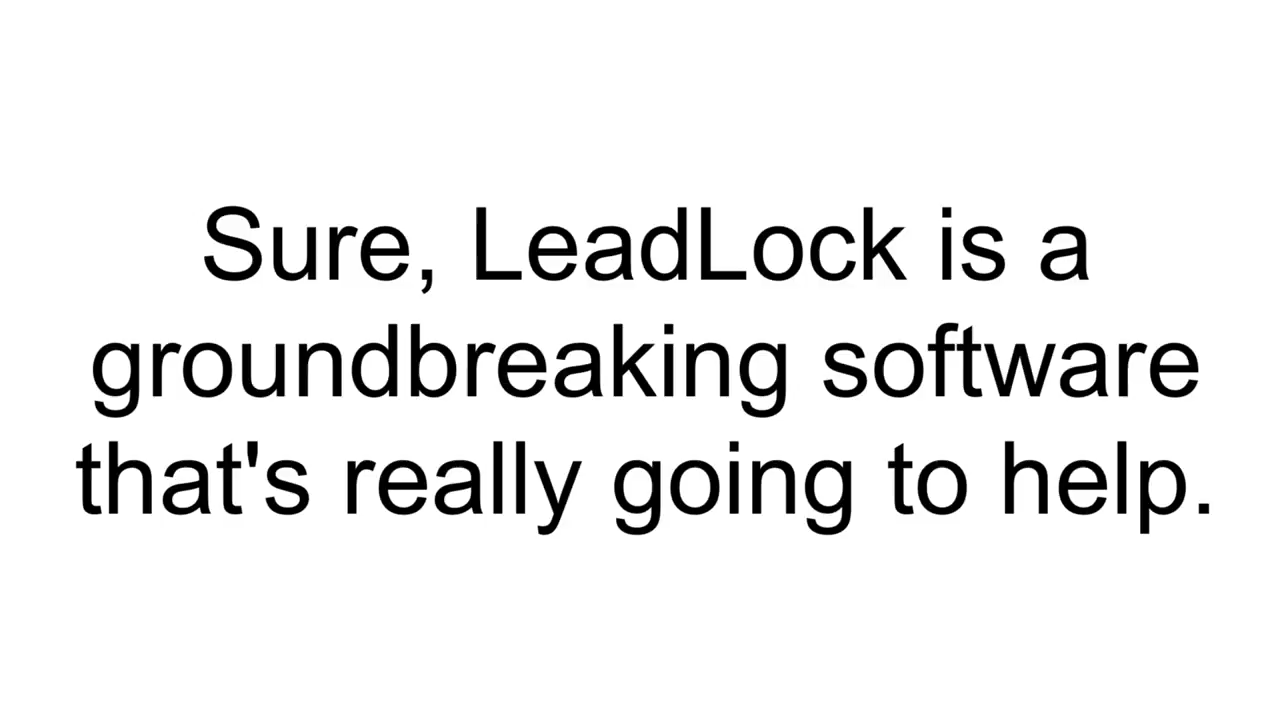 Sure, LeadLock is a
groundbreaking software
that's really going to help.